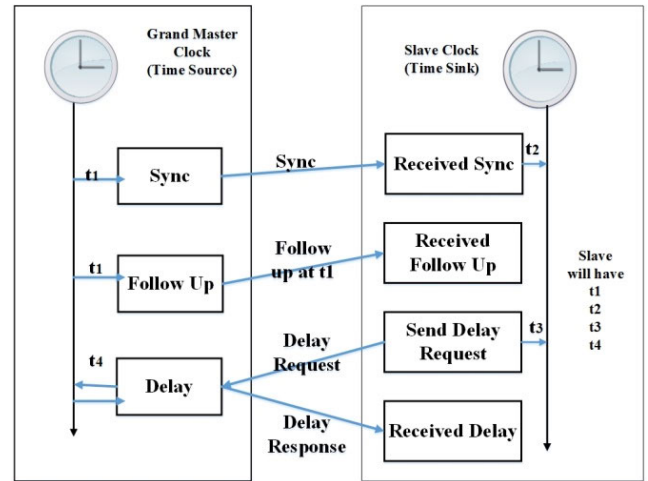 Grand Master
Clock
(Time Source)
Slave Clock
(Time Sink)
t1
Sync
Sync
Received Sync
t2
t1
Follow Up
Follow
up at t1
Received
Follow Up
Slave
will have
t1
t2
t3
t4
t4
Delay
Delay
Request
Send Delay
Request
t3
Delay
Response
Received Delay